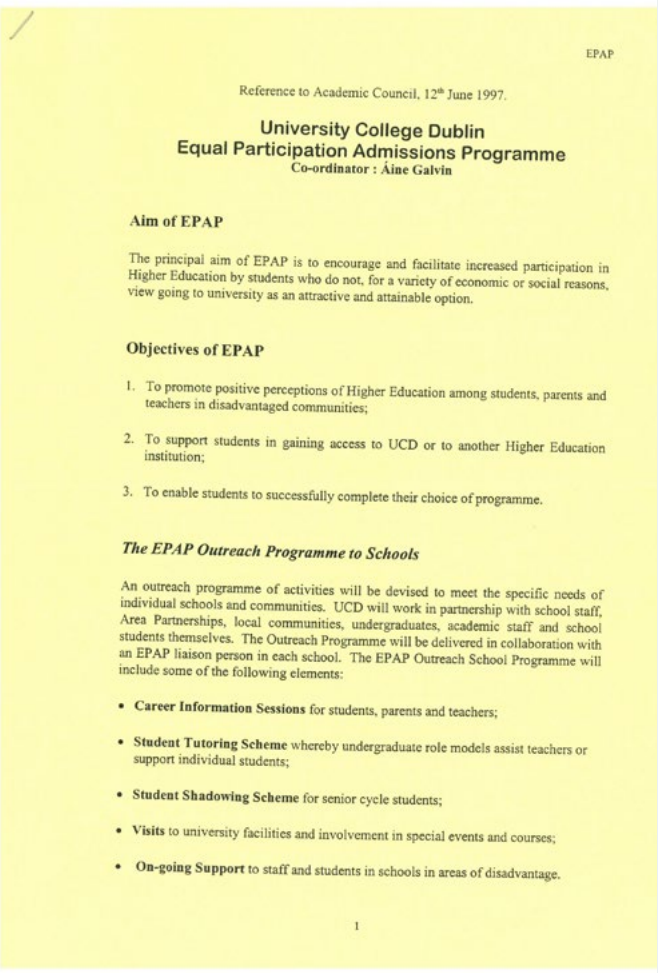 EPAP
Reference to Academic Council, 12th June 1997.
University College Dublin
Equal Participation Admissions Programme
Co-ordinator : Áine Galvin
Aim of EPAP
The principal aim of EPAP is to encourage and facilitate increased participation in
Higher Education by students who do not, for a variety of economic or social reasons,
view going to university as an attractive and attainable option.
Objectives of EPAP
1. To promote positive perceptions of Higher Education among students, parents and
teachers in disadvantaged communities;
2. To support students in gaining access to UCD or to another Higher Education
institution;
3. To enable students to successfully complete their choice of programme.
The EPAP Outreach Programme to Schools
An outreach programme of activities will be devised to meet the specific needs of
individual schools and communities. UCD will work in partnership with school staff,
Area Partnerships, local communities, undergraduates, academic staff and school
students themselves. The Outreach Programme will be delivered in collaboration with
an EPAP liaison person in each school. The EPAP Outreach School Programme will
include some of the following elements:
• Career Information Sessions for students, parents and teachers;
• Student Tutoring Scheme whereby undergraduate role models assist teachers or
support individual students;
• Student Shadowing Scheme for senior cycle students;
• Visits to university facilities and involvement in special events and courses;
• On-going Support to staff and students in schools in areas of disadvantage.
1